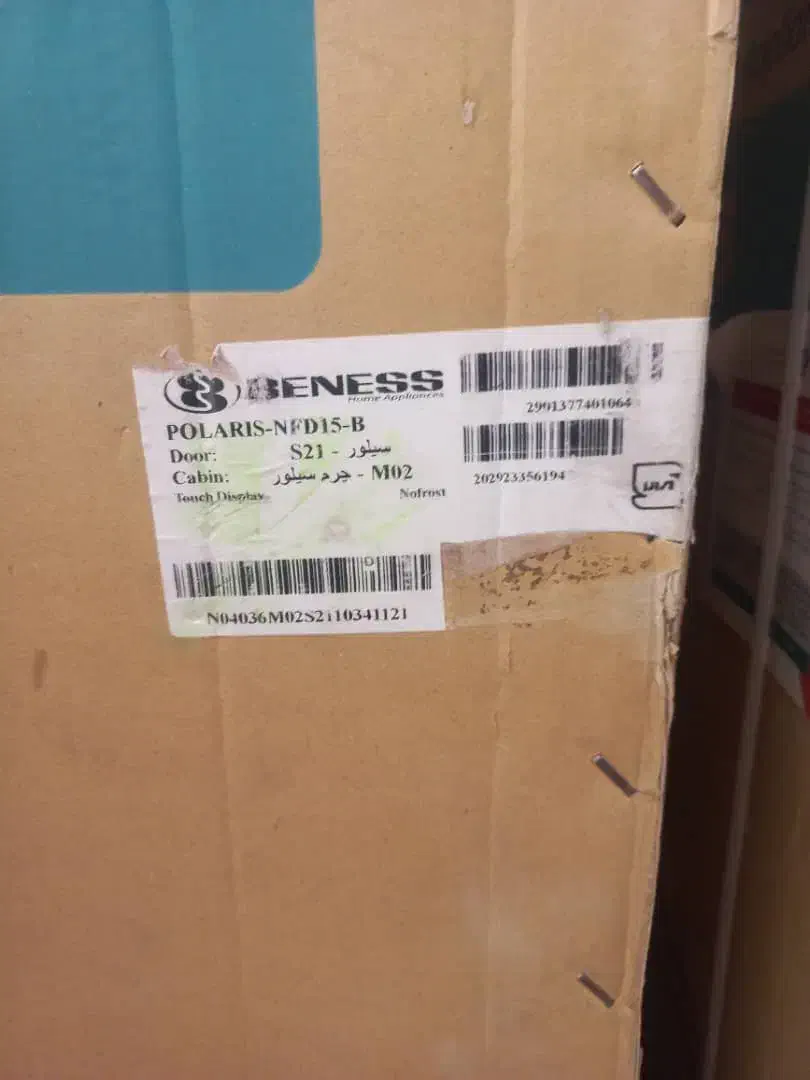 BENESS
Home Appliances
POLARIS-NFD15-B
Door: S21 - سیلور
Cabin: جرم سیلور - M02
Touch Display Nofrost
N04036M02S2110341121
2901377401064
202923356194